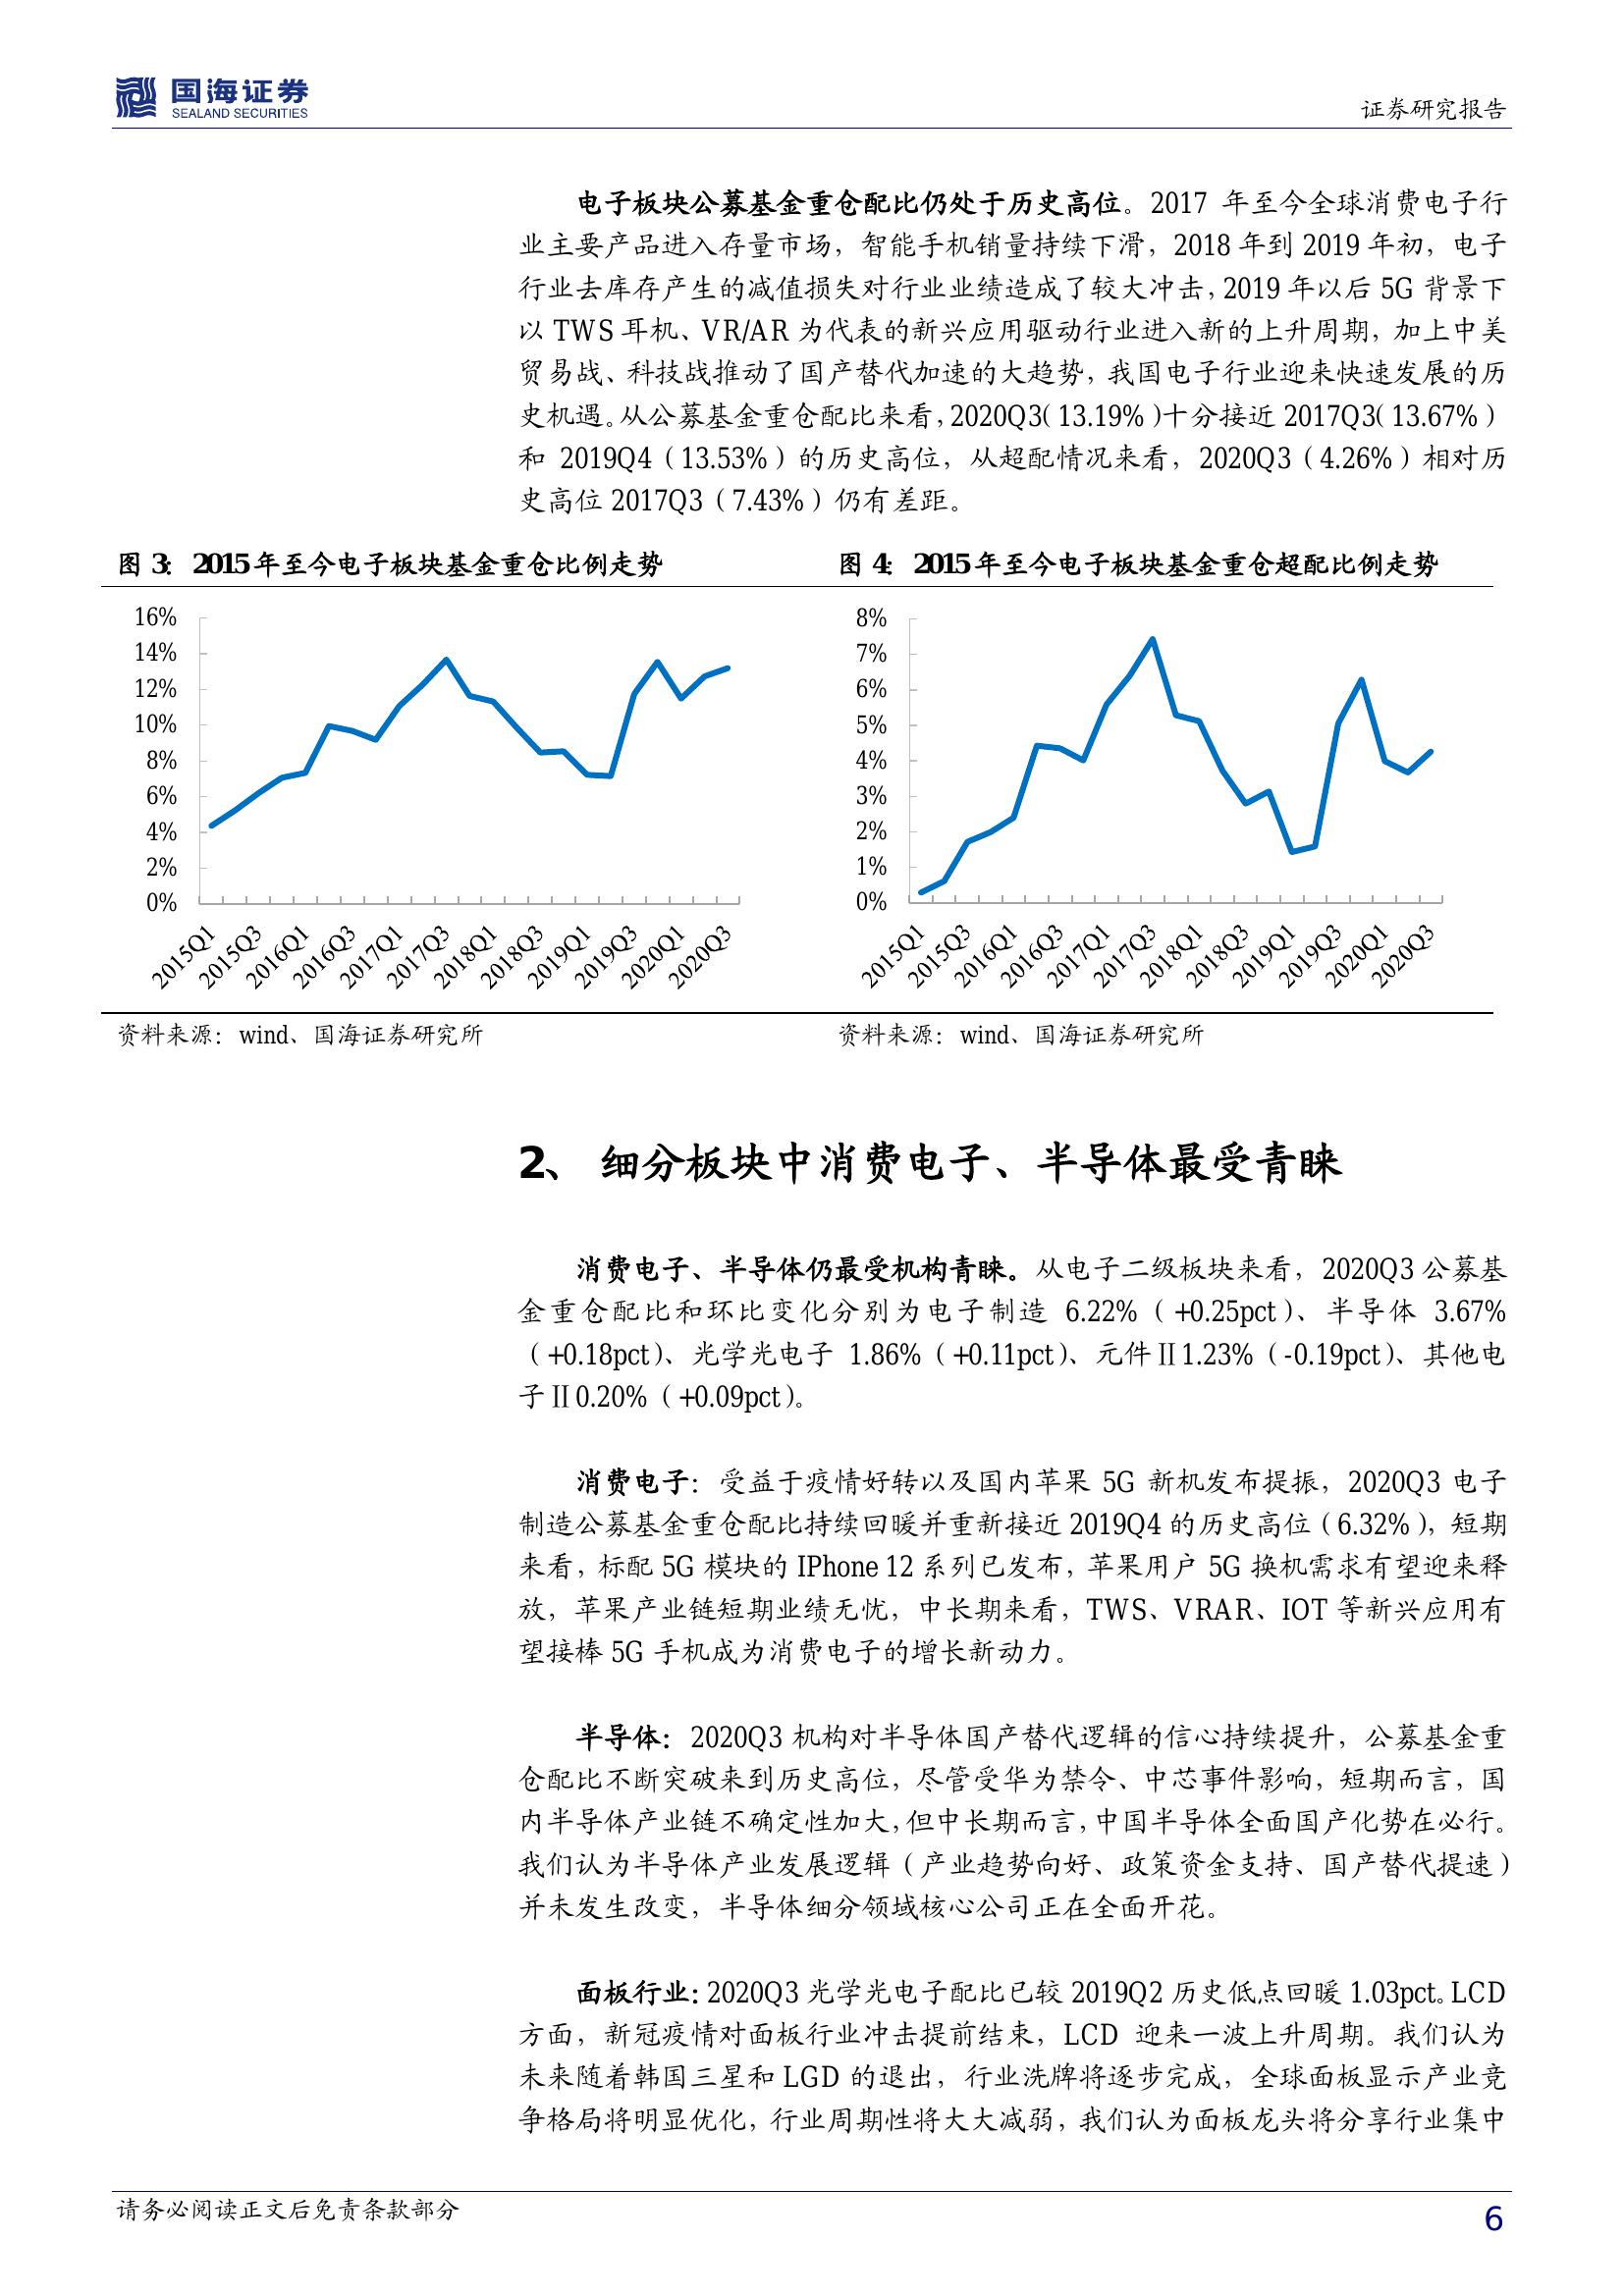 国海证券
SEALAND SECURITIES
证券研究报告
电子板块公募基金重仓配比仍处于历史高位。2017 年至今全球消费电子行
业主要产品进入存量市场，智能手机销量持续下滑，2018 年到 2019 年初，电子
行业去库存产生的减值损失对行业业绩造成了较大冲击，2019 年以后 5G 背景下
以 TWS 耳机、VR/AR 为代表的新兴应用驱动行业进入新的上升周期，加上中美
贸易战、科技战推动了国产替代加速的大趋势，我国电子行业迎来快速发展的历
史机遇。从公募基金重仓配比来看，2020Q3（13.19%）十分接近 2017Q3（13.67%）
和 2019Q4（13.53%）的历史高位，从超配情况来看，2020Q3（4.26%）相对历
史高位 2017Q3（7.43%）仍有差距。
图 3：2015 年至今电子板块基金重仓比例走势
16%
14%
12%
10%
8%
6%
4%
2%
0%
2015Q1
2015Q3
2016Q1
2016Q3
2017Q1
2017Q3
2018Q1
2018Q3
2019Q1
2019Q3
2020Q1
2020Q3
资料来源：wind、国海证券研究所
图 4：2015 年至今电子板块基金重仓超配比例走势
8%
7%
6%
5%
4%
3%
2%
1%
0%
2015Q1
2015Q3
2016Q1
2016Q3
2017Q1
2017Q3
2018Q1
2018Q3
2019Q1
2019Q3
2020Q1
2020Q3
资料来源：wind、国海证券研究所
2、 细分板块中消费电子、半导体最受青睐
消费电子、半导体仍最受机构青睐。从电子二级板块来看，2020Q3 公募基
金重仓配比和环比变化分别为电子制造 6.22%（+0.25pct）、半导体 3.67%
（+0.18pct）、光学光电子 1.86%（+0.11pct）、元件Ⅱ1.23%（-0.19pct）、其他电
子Ⅱ0.20%（+0.09pct）。
消费电子：受益于疫情好转以及国内苹果 5G 新机发布提振，2020Q3 电子
制造公募基金重仓配比持续回暖并重新接近 2019Q4 的历史高位（6.32%），短期
来看，标配 5G 模块的 IPhone 12 系列已发布，苹果用户 5G 换机需求有望迎来释
放，苹果产业链短期业绩无忧，中长期来看，TWS、VRAR、IOT 等新兴应用有
望接棒 5G 手机成为消费电子的增长新动力。
半导体：2020Q3 机构对半导体国产替代逻辑的信心持续提升，公募基金重
仓配比不断突破来到历史高位，尽管受华为禁令、中芯事件影响，短期而言，国
内半导体产业链不确定性加大，但中长期而言，中国半导体全面国产化势在必行。
我们认为半导体产业发展逻辑（产业趋势向好、政策资金支持、国产替代提速）
并未发生改变，半导体细分领域核心公司正在全面开花。
面板行业：2020Q3 光学光电子配比已较 2019Q2 历史低点回暖 1.03pct。LCD
方面，新冠疫情对面板行业冲击提前结束，LCD 迎来一波上升周期。我们认为
未来随着韩国三星和 LGD 的退出，行业洗牌将逐步完成，全球面板显示产业竞
争格局将明显优化，行业周期性将大大减弱，我们认为面板龙头将分享行业集中
请务必阅读正文后免责条款部分
6